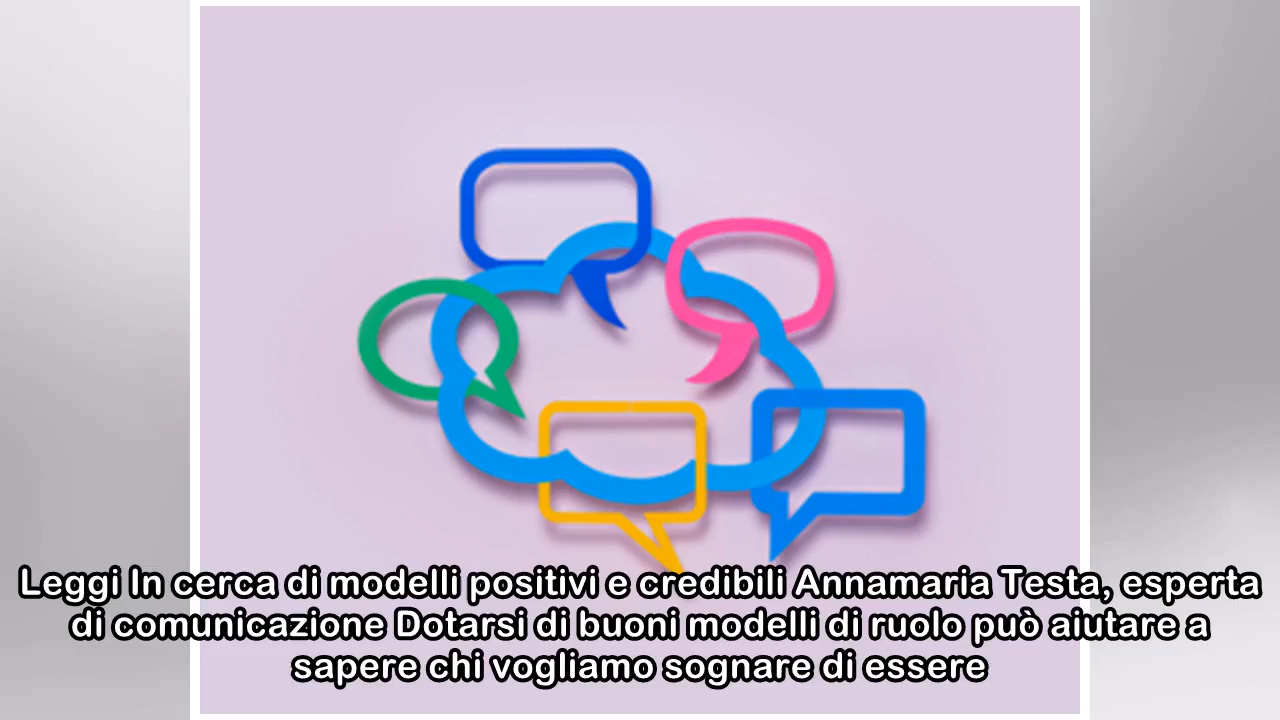 Leggi In cerca di modelli positivi e credibili Annamaria Testa, esperta
di comunicazione Dotarsi di buoni modelli di ruolo può aiutare a
sapere chi vogliamo sognare di essere